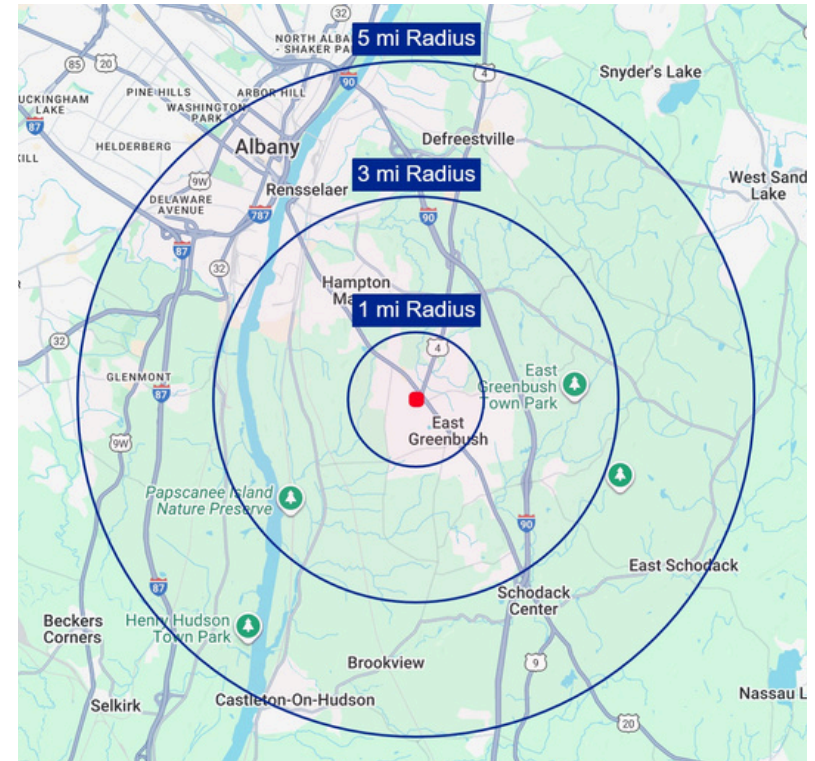 32
NORTH ALBA
- SHAKER PA
5 mi Radius
85
20
90
4
Snyder's Lake
UCKINGHAM
LAKE
PINE HILLS
ARBOR HILL
WASHINGTON
PARK
87
HELDERBERG
Albany
Defreestville
KILL
9W
Rensselaer
3 mi Radius
West Sand
Lake
DELAWARE
AVENUE
787
90
87
32
Hampton
Ma
1 mi Radius
32
4
GLENMONT
87
East
Greenbush
Town Park
East
Greenbush
9W
Papscanee Island
Nature Preserve
90
East Schodack
87
Schodack
Center
Beckers
Corners
Henry Hudson
Town Park
Brookview
9
Selkirk
Castleton-On-Hudson
Nassau L
20